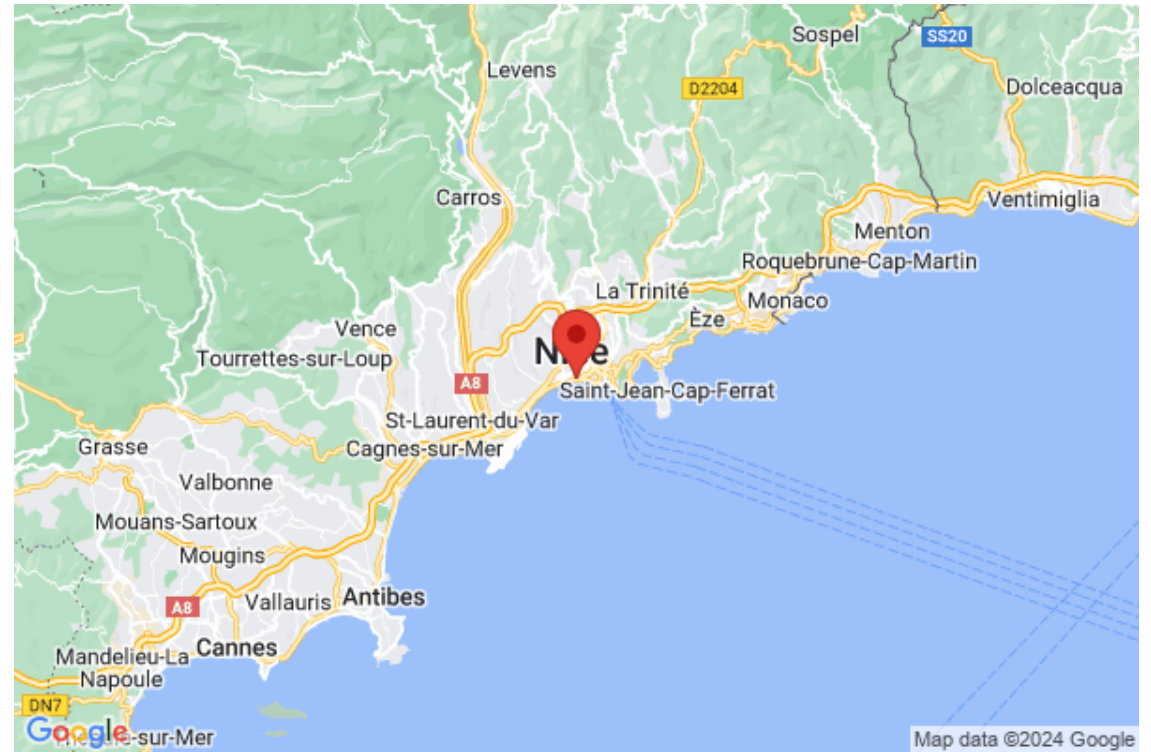 Sospel
SS20
Levens
D2204
Dolceacqua
Carros
Ventimiglia
Menton
Roquebrune-Cap-Martin
La Trinité
Monaco
Èze
Vence
Tourrettes-sur-Loup
A8
Saint-Jean-Cap-Ferrat
St-Laurent-du-Var
Cagnes-sur-Mer
Grasse
Valbonne
Mouans-Sartoux
Mougins
A8
Vallauris
Antibes
Cannes
Mandelieu-La
Napoule
DN7
Google
-sur-Mer
Map data ©2024 Google